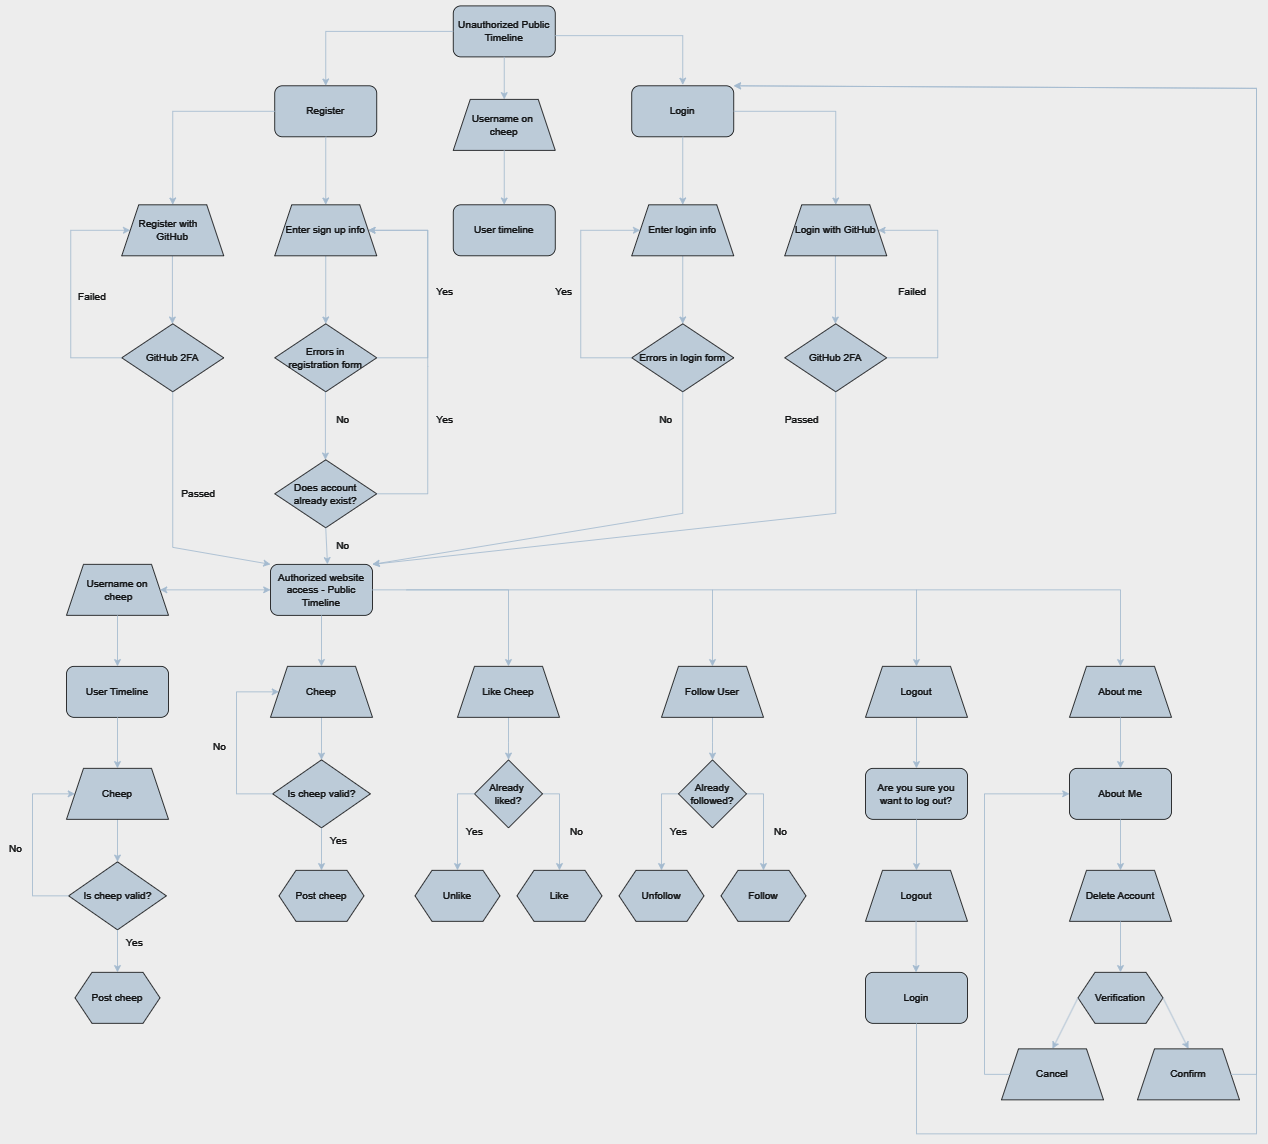 Unauthorized Public
Timeline
Register
Username on
cheep
Login
Register with
GitHub
Enter sign up info
User timeline
Enter login info
Login with GitHub
Failed
Yes
Yes
Failed
GitHub 2FA
Errors in
registration form
Errors in login form
GitHub 2FA
No
Yes
No
Passed
Passed
Does account
already exist?
No
Username on
cheep
Authorized website
access - Public
Timeline
User Timeline
Cheep
Like Cheep
Follow User
Logout
About me
No
Cheep
Is cheep valid?
Already
liked?
Already
followed?
Are you sure you
want to log out?
About Me
No
Yes
Yes
No
Yes
No
Is cheep valid?
Post cheep
Unlike
Like
Unfollow
Follow
Logout
Delete Account
Yes
Post cheep
Login
Verification
Cancel
Confirm